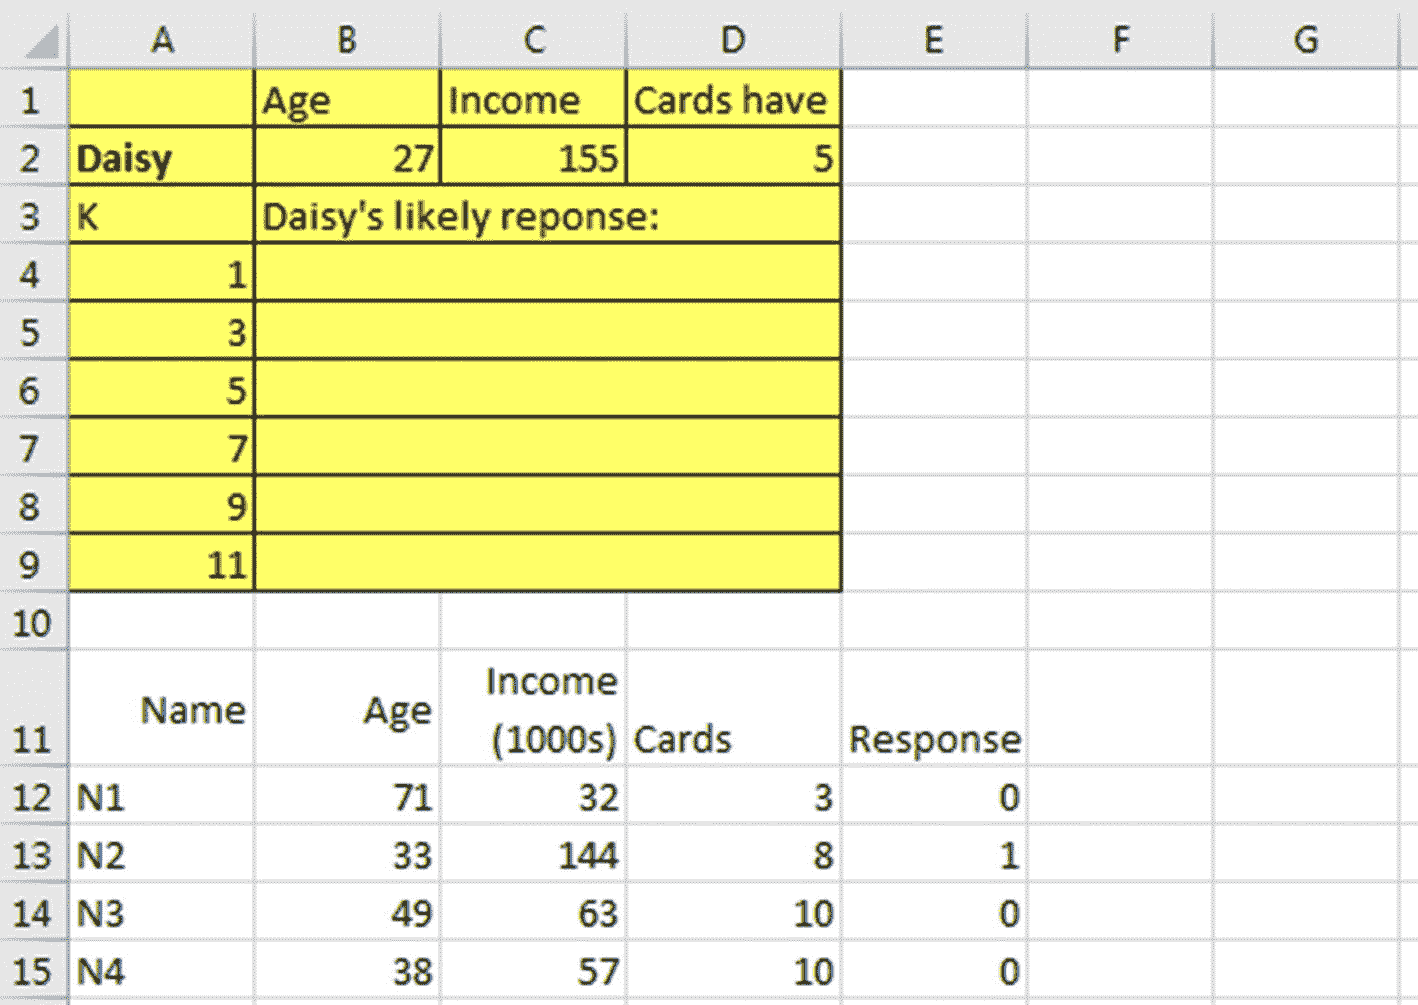 A B C D E F G
1 Age Income Cards have
2 Daisy 27 155 5
3 K Daisy's likely reponse:
4 1
5 3
6 5
7 7
8 9
9 11
10
Income
Name Age
11 (1000s) Cards Response
12 N1 71 32 3 0
13 N2 33 144 8 1
14 N3 49 63 10 0
15 N4 38 57 10 0